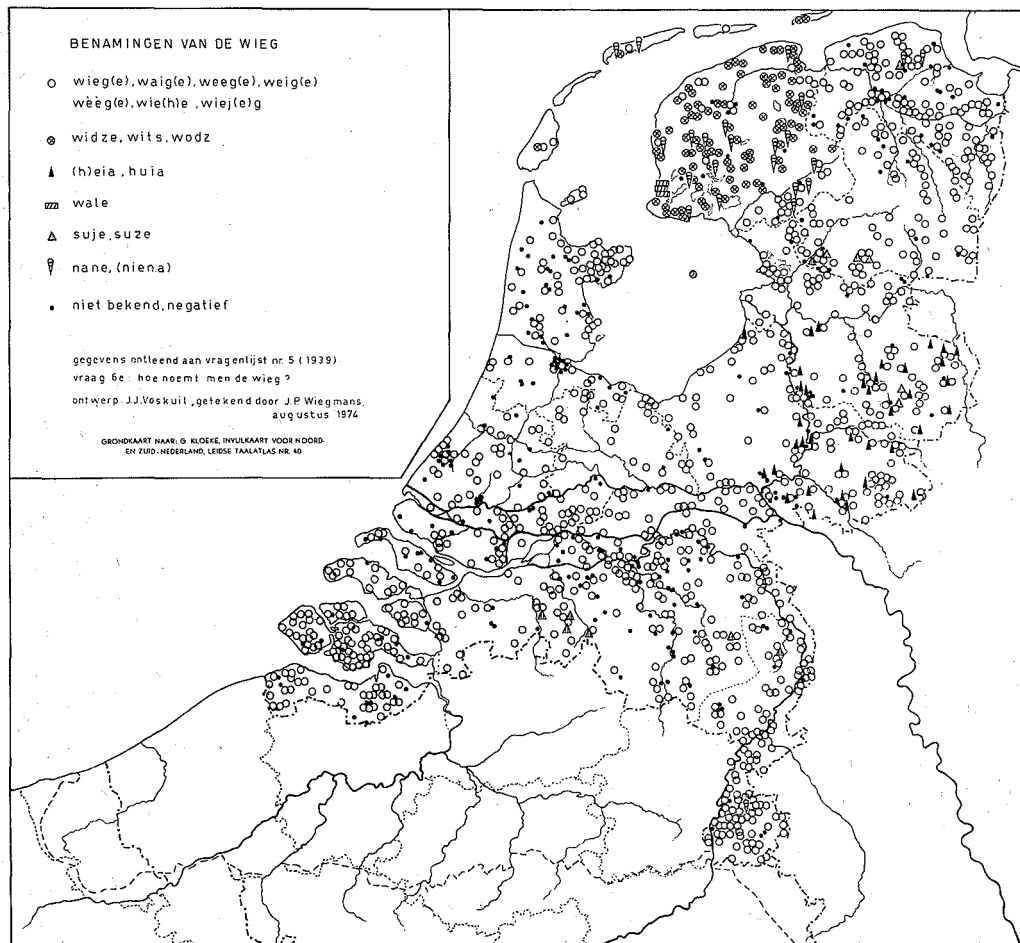 BENAMINGEN VAN DE WIEG
wieg(e), waig(e), weeg(e), weig(e)
wèèg(e), wie(h)e, wiej(e)g
widze, wits, wodz
(h)eia, huia
wale
suje, suze
nane, (niena)
niet bekend, negatief
gegevens ontleend aan vragenlijst nr. 5 (1939)
vraag 6e: hoe noemt men de wieg?
ontwerp: J.J. Voskuil, getekend door J.P. Wiegmans,
augustus 1974
GRONDKAART NAAR: G. KLOEKE, INVULKAART VOOR NOORD-
EN ZUID-NEDERLAND, LEIDSE TAALATLAS NR. 40